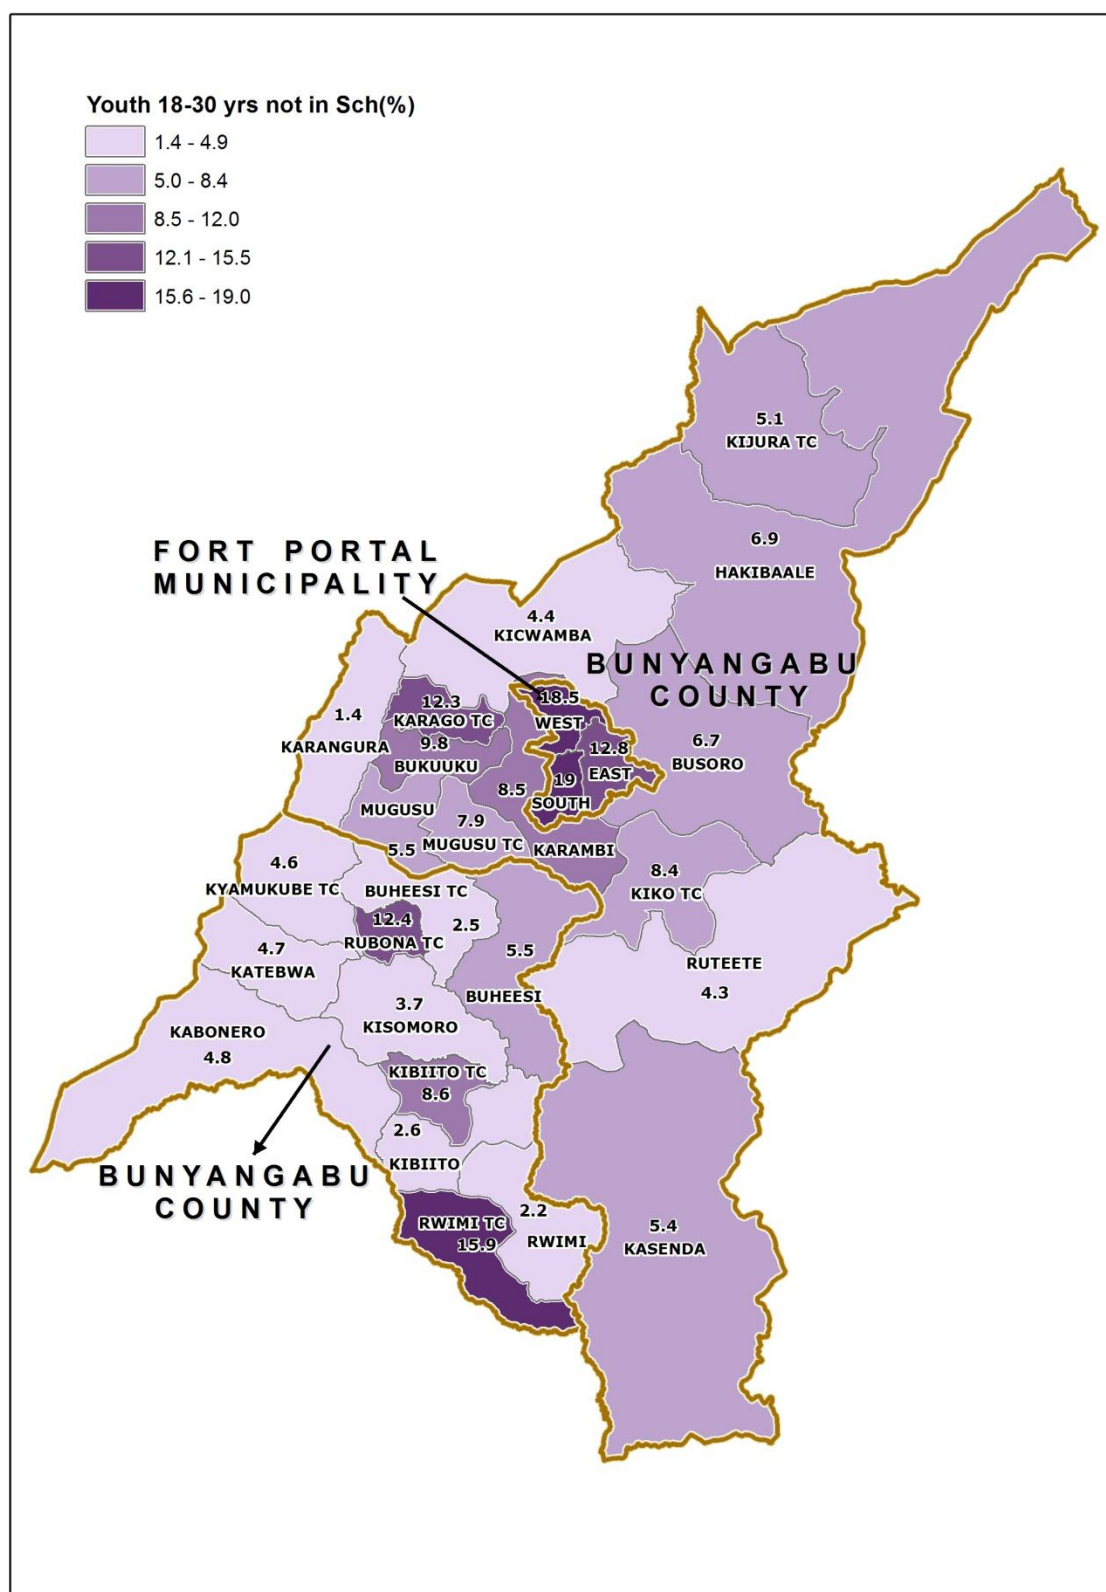 Youth 18-30 yrs not in Sch(%)
1.4 - 4.9
5.0 - 8.4
8.5 - 12.0
12.1 - 15.5
15.6 - 19.0
5.1
KIJURA TC
6.9
HAKIBAALE
FORT PORTAL
MUNICIPALITY
4.4
KICWAMBA
BUNYANGABU
COUNTY
18.5
WEST
12.3
KARAGO TC
1.4
KARANGURA
9.8
BUKUUKU
12.8
EAST
6.7
BUSORO
19
SOUTH
8.5
KARAMBI
MUGUSU
5.5
7.9
MUGUSU TC
8.4
KIKO TC
4.6
KYAMUKUBE TC
BUHEESI TC
2.5
12.4
RUBONA TC
4.7
KATEBWA
5.5
BUHEESI
RUTEETE
4.3
3.7
KISOMORO
KABONERO
4.8
KIBIITO TC
8.6
2.6
KIBIITO
BUNYANGABU
COUNTY
RWIMI TC
15.9
2.2
RWIMI
5.4
KASENDA